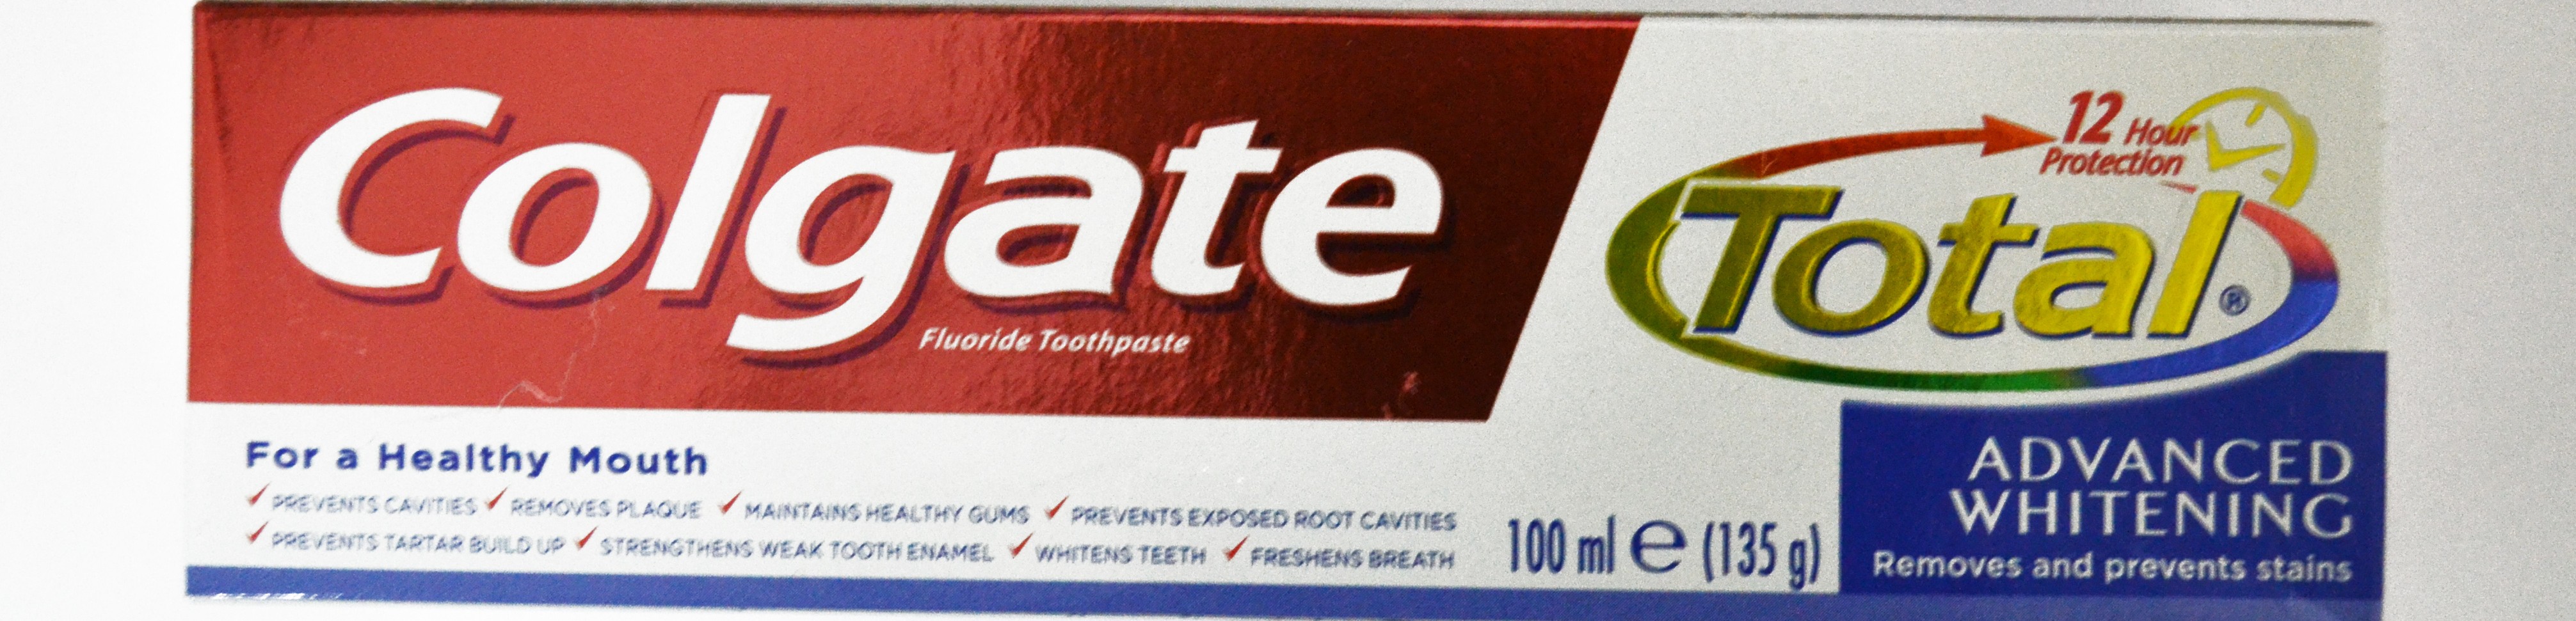 Colgate
Fluoride Toothpaste
12 Hour
Protection
Total®
For a Healthy Mouth
✓ PREVENTS CAVITIES ✓ REMOVES PLAQUE ✓ MAINTAINS HEALTHY GUMS ✓ PREVENTS EXPOSED ROOT CAVITIES
✓ PREVENTS TARTAR BUILD UP ✓ STRENGTHENS WEAK TOOTH ENAMEL ✓ WHITENS TEETH ✓ FRESHENS BREATH
100 ml ℮ (135 g)
ADVANCED
WHITENING
Removes and prevents stains